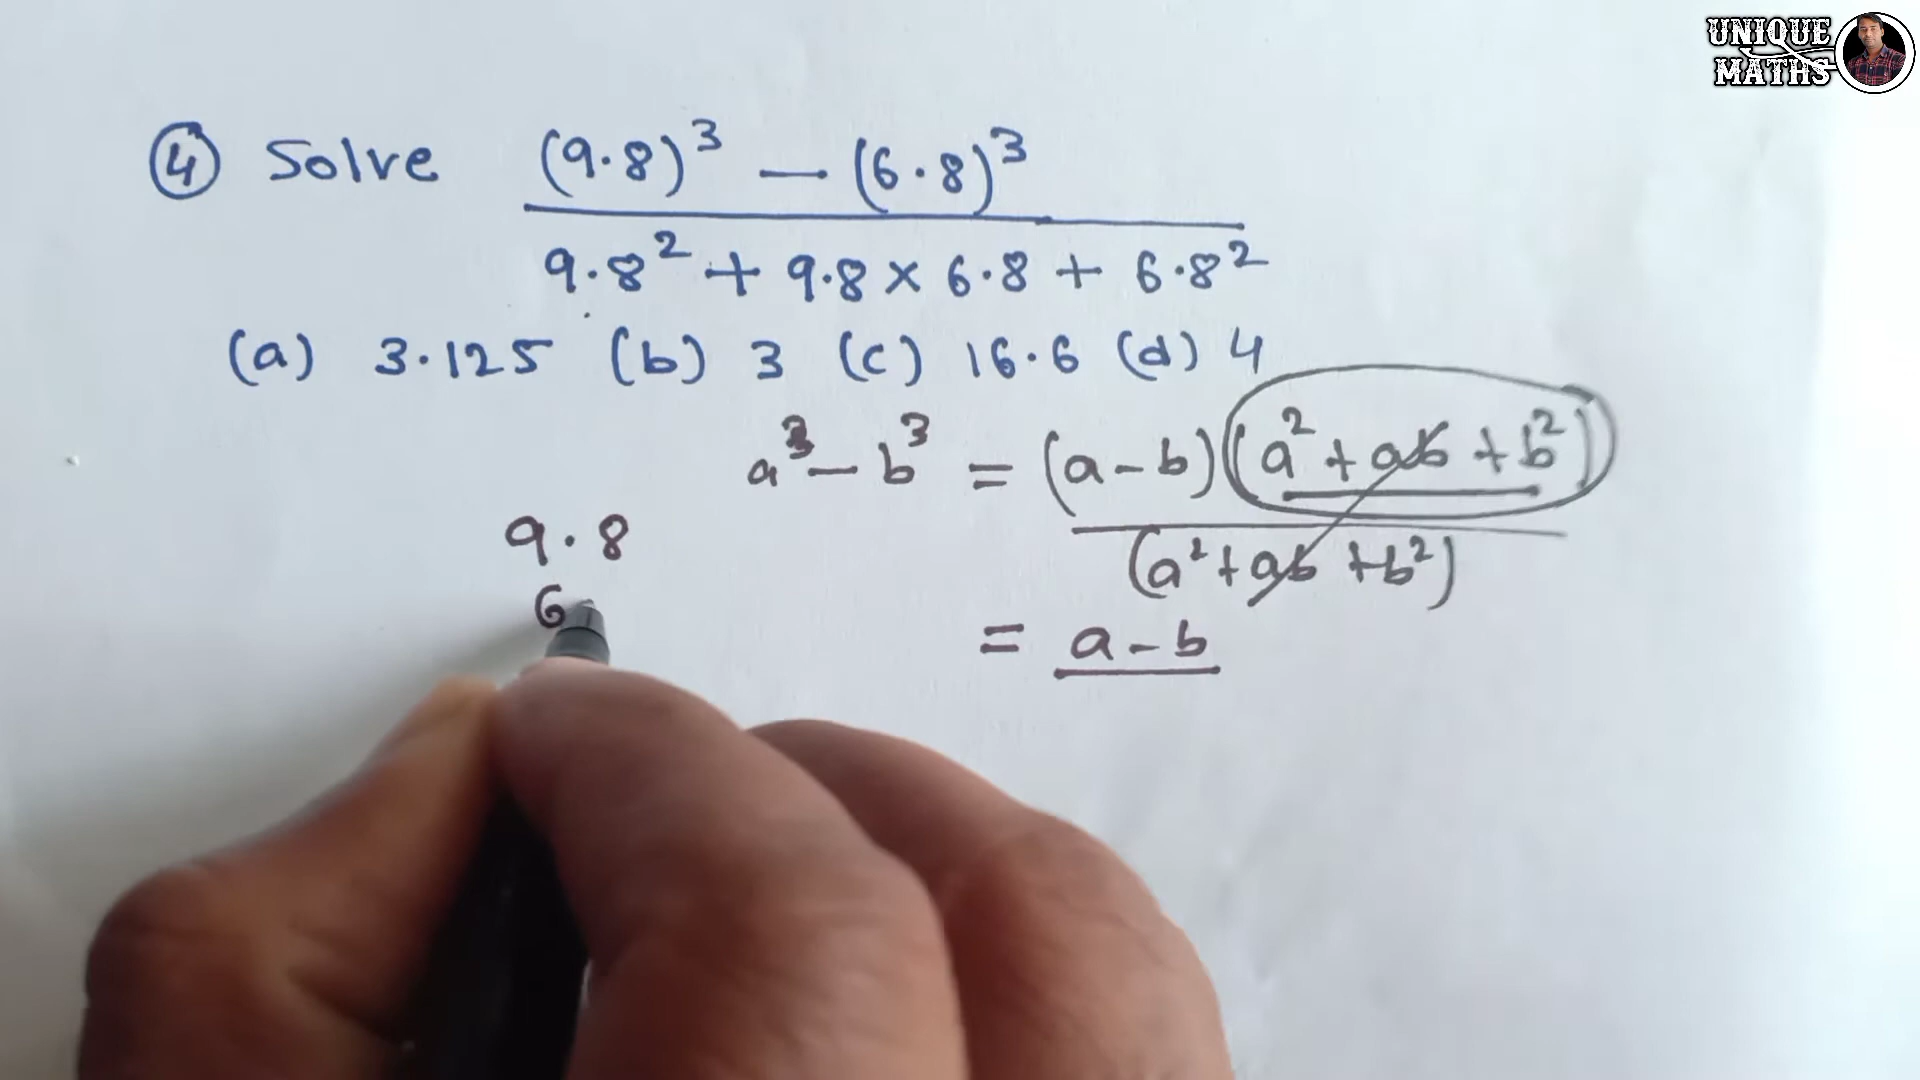 UNIQUE
MATHS
④ Solve (9.8)³ — (6.8)³
9.8² + 9.8 × 6.8 + 6.8²
(a) 3.125 (b) 3 (c) 16.6 (d) 4
a³ - b³ = (a-b)(a² + ab + b²)
(a² + ab + b²)
9.8
6
= a - b